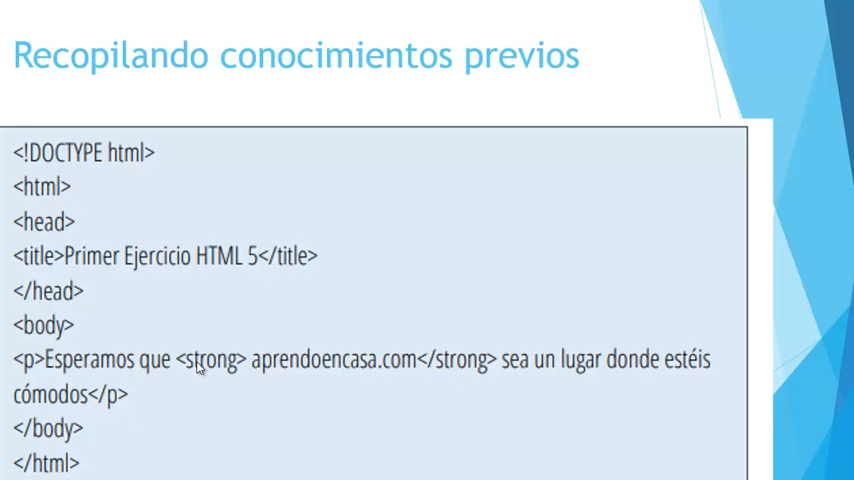 Recopilando conocimientos previos
<!DOCTYPE html>
<html>
<head>
<title>Primer Ejercicio HTML 5</title>
</head>
<body>
<p>Esperamos que <strong> aprendoencasa.com</strong> sea un lugar donde estéis
cómodos</p>
</body>
</html>